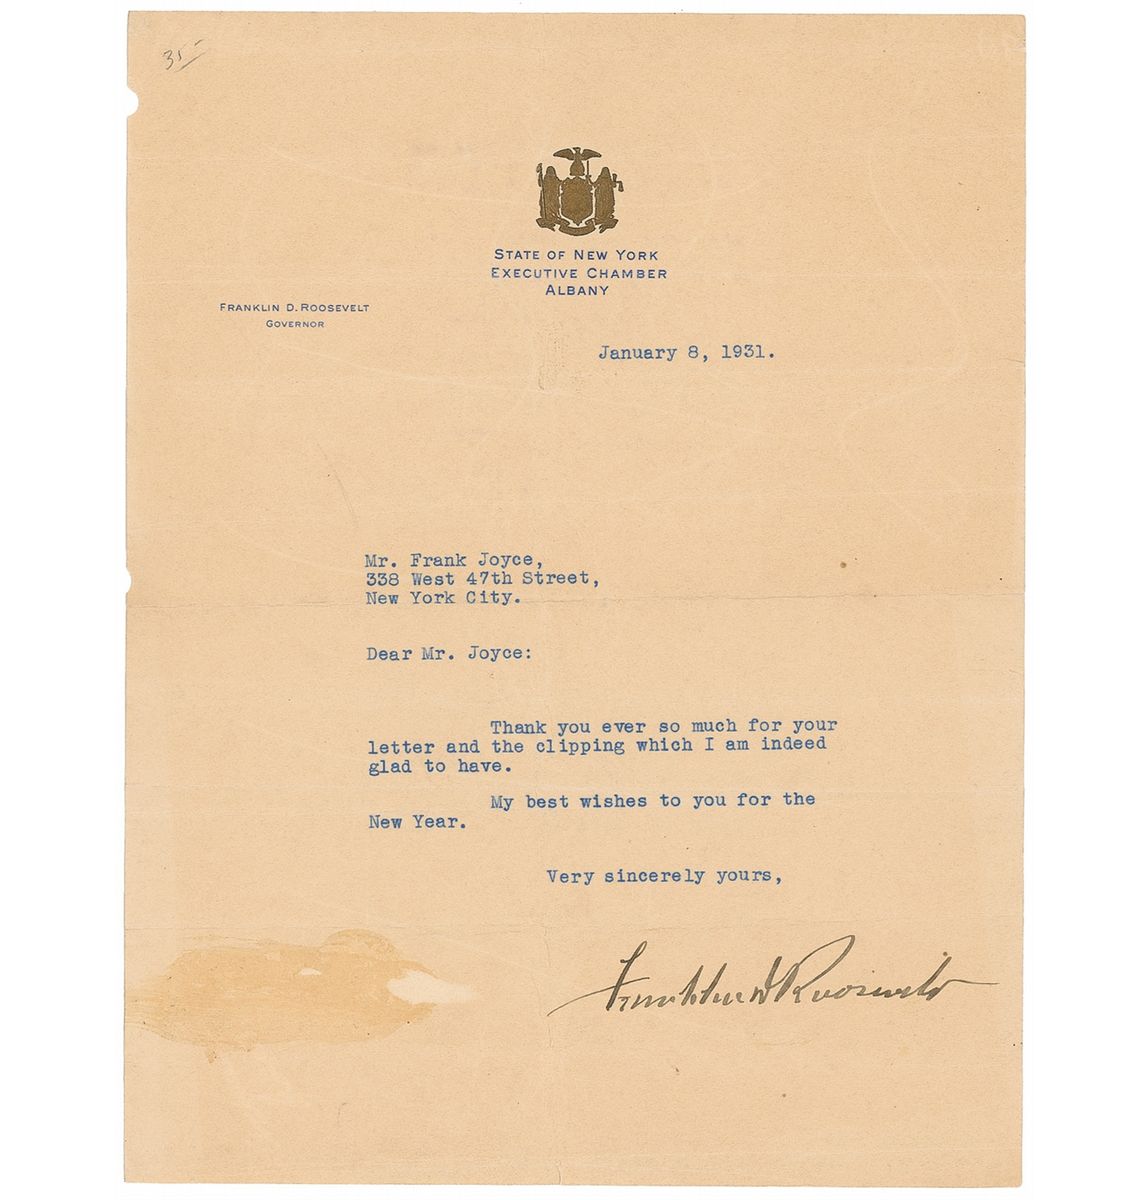 35-
STATE OF NEW YORK
EXECUTIVE CHAMBER
ALBANY
FRANKLIN D. ROOSEVELT
GOVERNOR
January 8, 1931.
Mr. Frank Joyce,
338 West 47th Street,
New York City.
Dear Mr. Joyce:
Thank you ever so much for your
letter and the clipping which I am indeed
glad to have.
My best wishes to you for the
New Year.
Very sincerely yours,
Franklin D Roosevelt